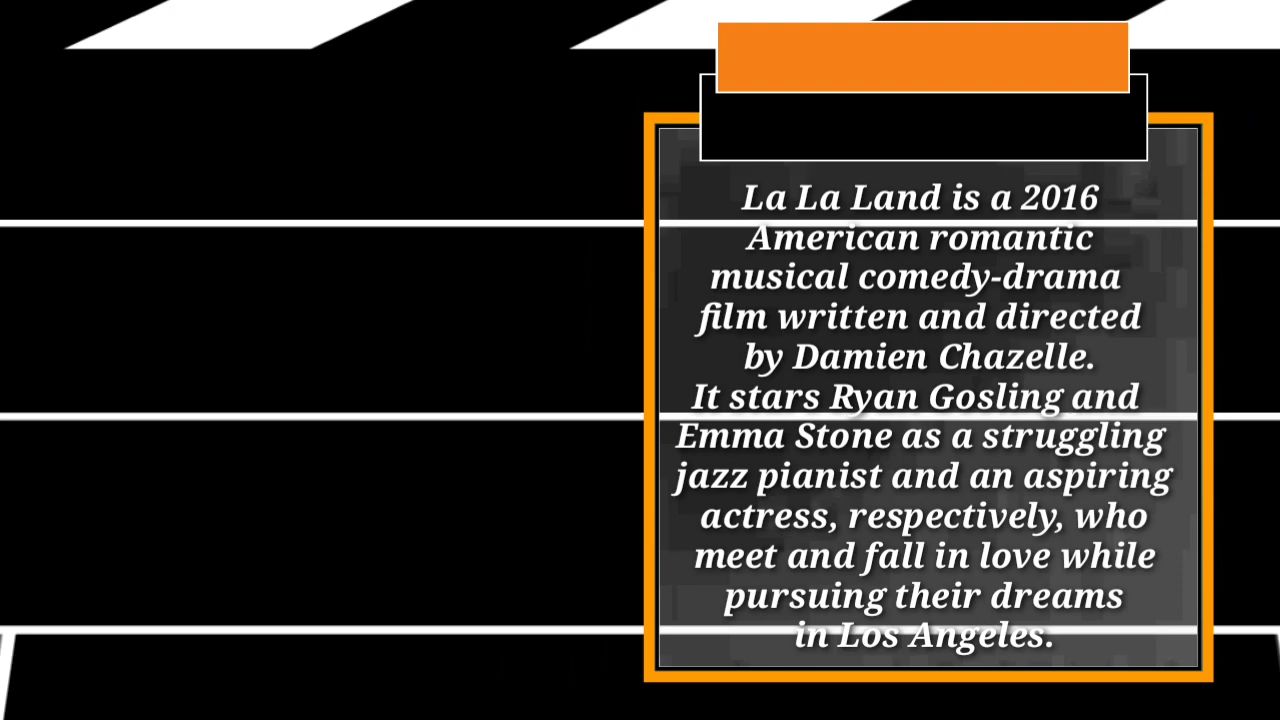 La La Land is a 2016
American romantic
musical comedy-drama
film written and directed
by Damien Chazelle.
It stars Ryan Gosling and
Emma Stone as a struggling
jazz pianist and an aspiring
actress, respectively, who
meet and fall in love while
pursuing their dreams
in Los Angeles.